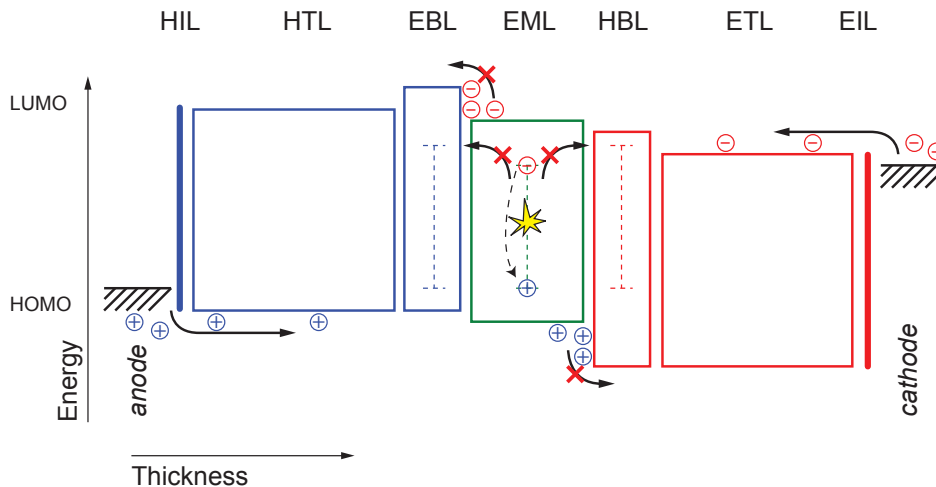 HIL HTL EBL EML HBL ETL EIL
LUMO
HOMO
Energy
anode
cathode
Thickness